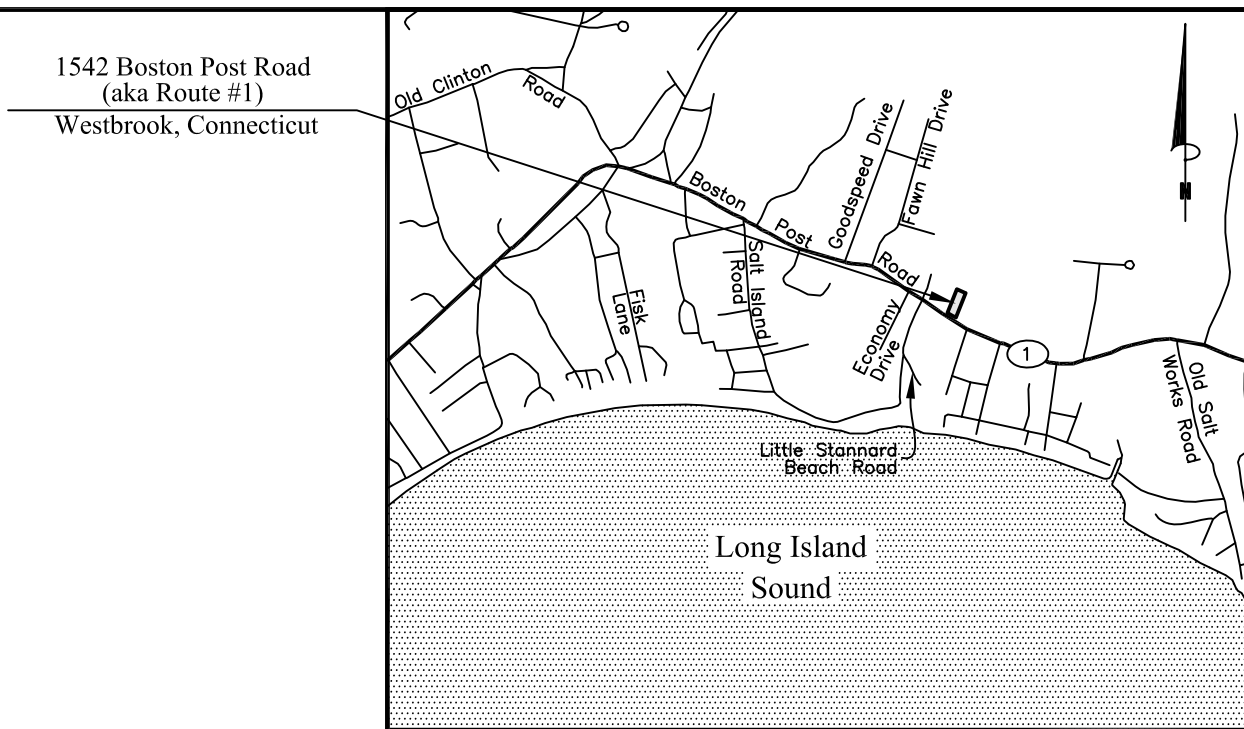 1542 Boston Post Road
(aka Route #1)
Westbrook, Connecticut
Old Clinton
Road
Boston
Post
Road
Goodspeed Drive
Fawn Hill Drive
N
Salt Island
Road
Fisk
Lane
Economy
Drive
1
Old Salt
Works Road
Little Stannard
Beach Road
Long Island
Sound